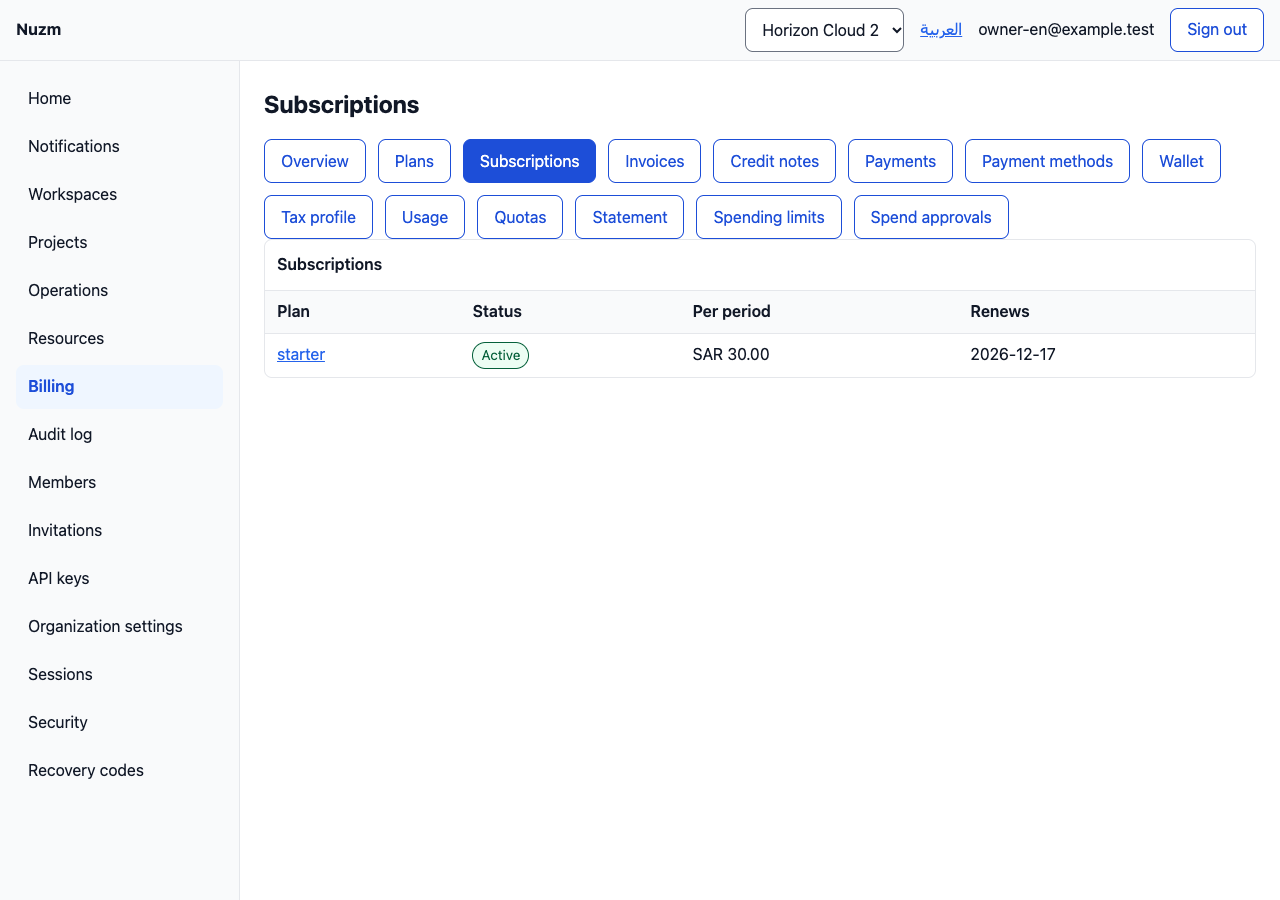 Nuzm
Horizon Cloud 2
العربية
owner-en@example.test
Sign out
Home
Notifications
Workspaces
Projects
Operations
Resources
Billing
Audit log
Members
Invitations
API keys
Organization settings
Sessions
Security
Recovery codes
Subscriptions
Overview
Plans
Subscriptions
Invoices
Credit notes
Payments
Payment methods
Wallet
Tax profile
Usage
Quotas
Statement
Spending limits
Spend approvals
Subscriptions
Plan Status Per period Renews
starter Active SAR 30.00 2026-12-17